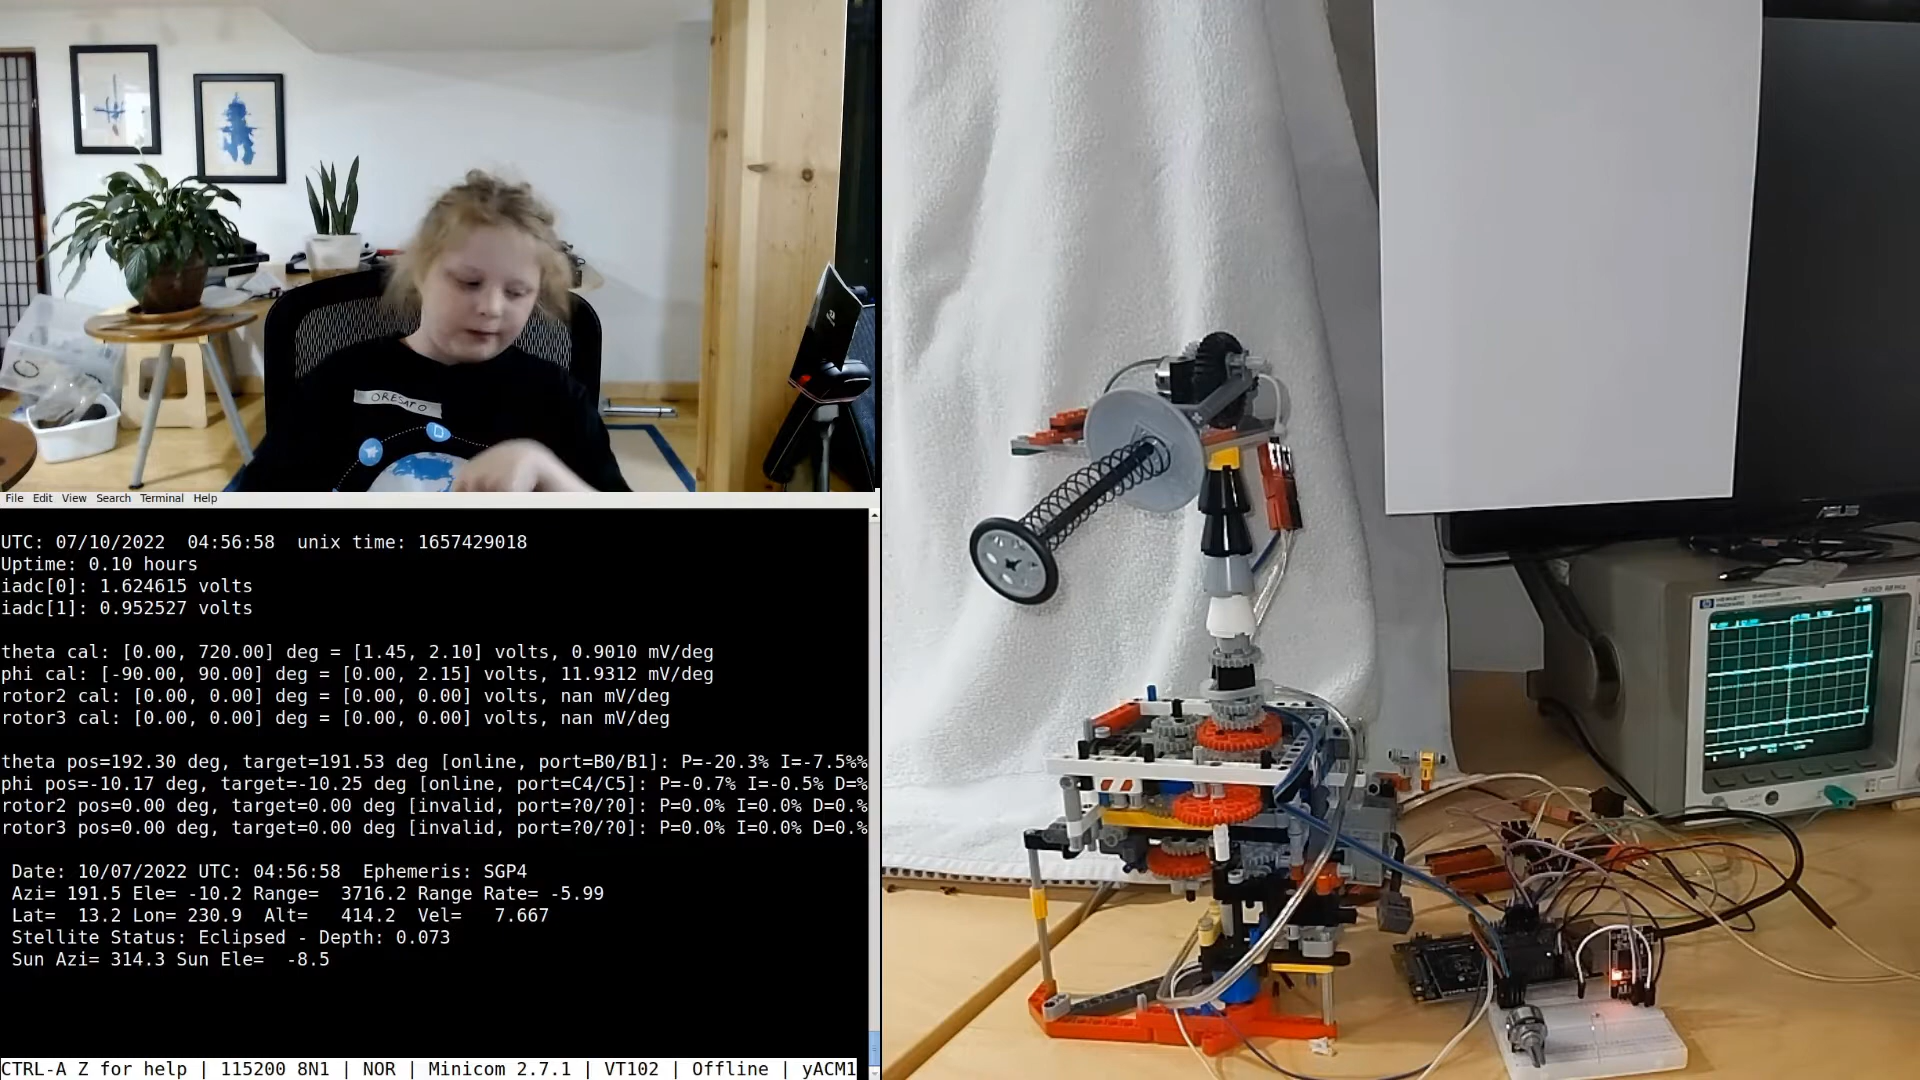 ORESAT0
File Edit View Search Terminal Help
UTC: 07/10/2022  04:56:58  unix time: 1657429018
Uptime: 0.10 hours
iadc[0]: 1.624615 volts
iadc[1]: 0.952527 volts
theta cal: [0.00, 720.00] deg = [1.45, 2.10] volts, 0.9010 mV/deg
phi cal: [-90.00, 90.00] deg = [0.00, 2.15] volts, 11.9312 mV/deg
rotor2 cal: [0.00, 0.00] deg = [0.00, 0.00] volts, nan mV/deg
rotor3 cal: [0.00, 0.00] deg = [0.00, 0.00] volts, nan mV/deg
theta pos=192.30 deg, target=191.53 deg [online, port=B0/B1]: P=-20.3% I=-7.5%%
phi pos=-10.17 deg, target=-10.25 deg [online, port=C4/C5]: P=-0.7% I=-0.5% D=%
rotor2 pos=0.00 deg, target=0.00 deg [invalid, port=?0/?0]: P=0.0% I=0.0% D=0.%
rotor3 pos=0.00 deg, target=0.00 deg [invalid, port=?0/?0]: P=0.0% I=0.0% D=0.%
Date: 10/07/2022 UTC: 04:56:58  Ephemeris: SGP4
Azi= 191.5 Ele= -10.2 Range=  3716.2 Range Rate= -5.99
Lat=  13.2 Lon= 230.9  Alt=   414.2  Vel=   7.667
Stellite Status: Eclipsed - Depth: 0.073
Sun Azi= 314.3 Sun Ele=  -8.5
CTRL-A Z for help | 115200 8N1 | NOR | Minicom 2.7.1 | VT102 | Offline | yACM1
ASUS